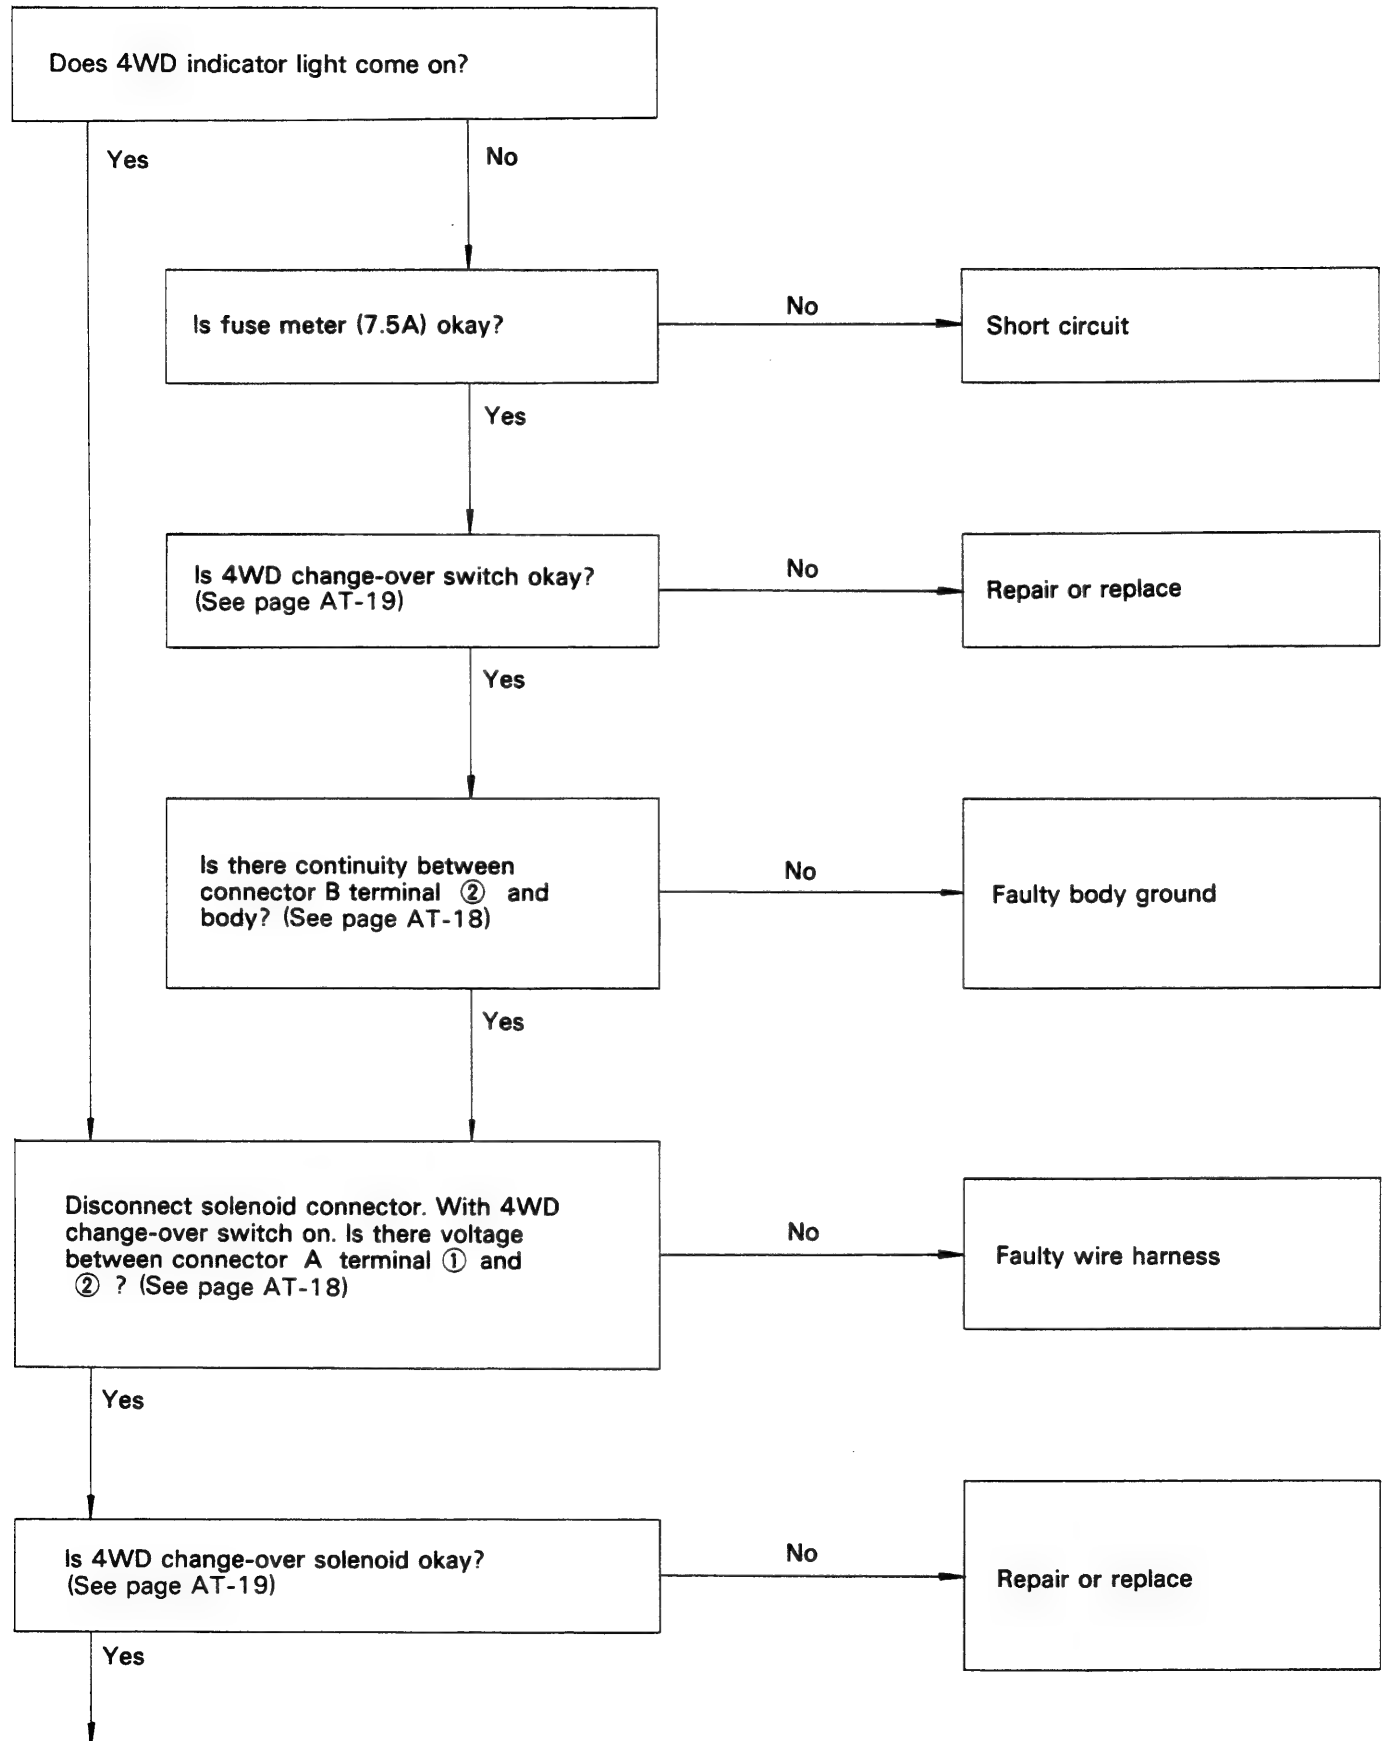 Does 4WD indicator light come on?
Yes
No
Is fuse meter (7.5A) okay?
No
Short circuit
Yes
Is 4WD change-over switch okay?
(See page AT-19)
No
Repair or replace
Yes
Is there continuity between
connector B terminal ② and
body? (See page AT-18)
No
Faulty body ground
Yes
Disconnect solenoid connector. With 4WD
change-over switch on. Is there voltage
between connector A terminal ① and
② ? (See page AT-18)
No
Faulty wire harness
Yes
Is 4WD change-over solenoid okay?
(See page AT-19)
No
Repair or replace
Yes